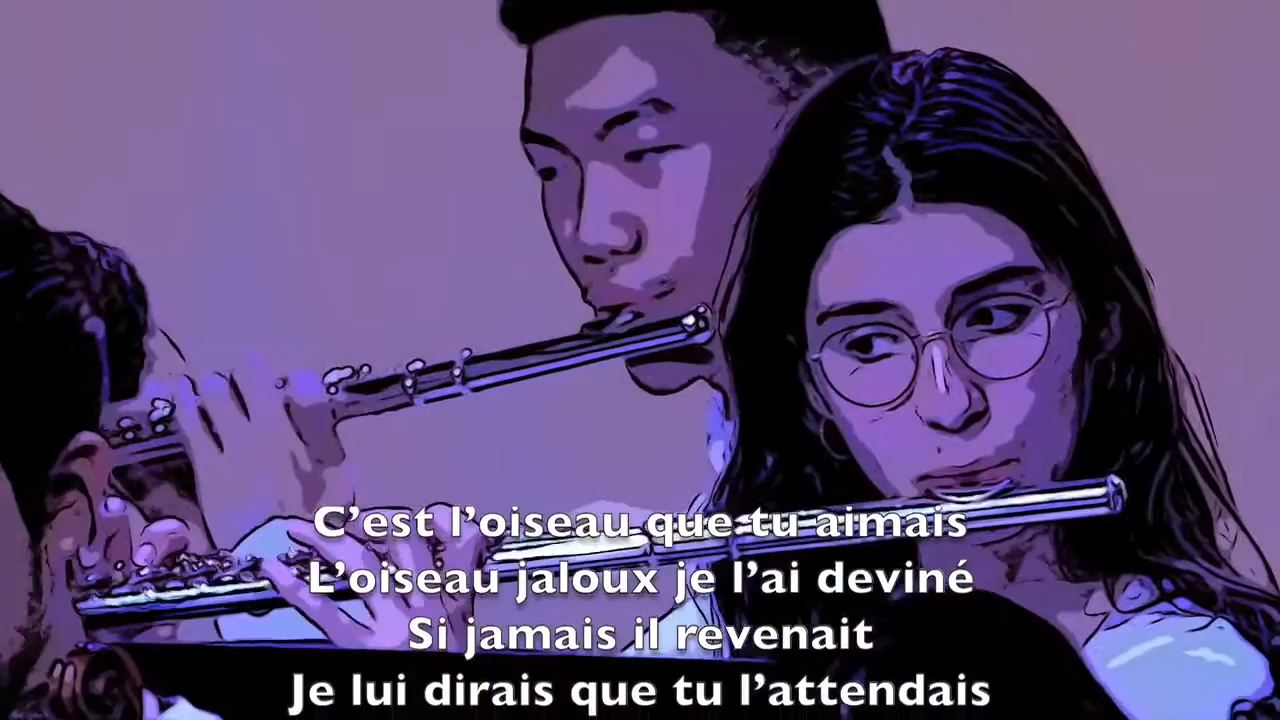 C’est l’oiseau que tu aimais
L’oiseau jaloux je l’ai deviné
Si jamais il revenait
Je lui dirais que tu l’attendais